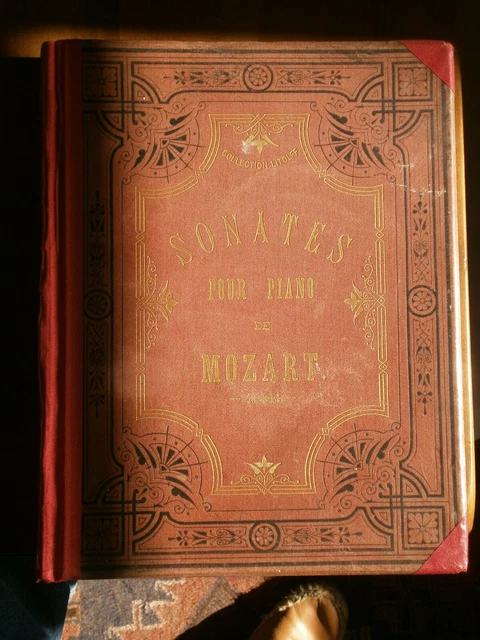 COLLECTION LITOLFF
SONATES
POUR PIANO
DE
MOZART